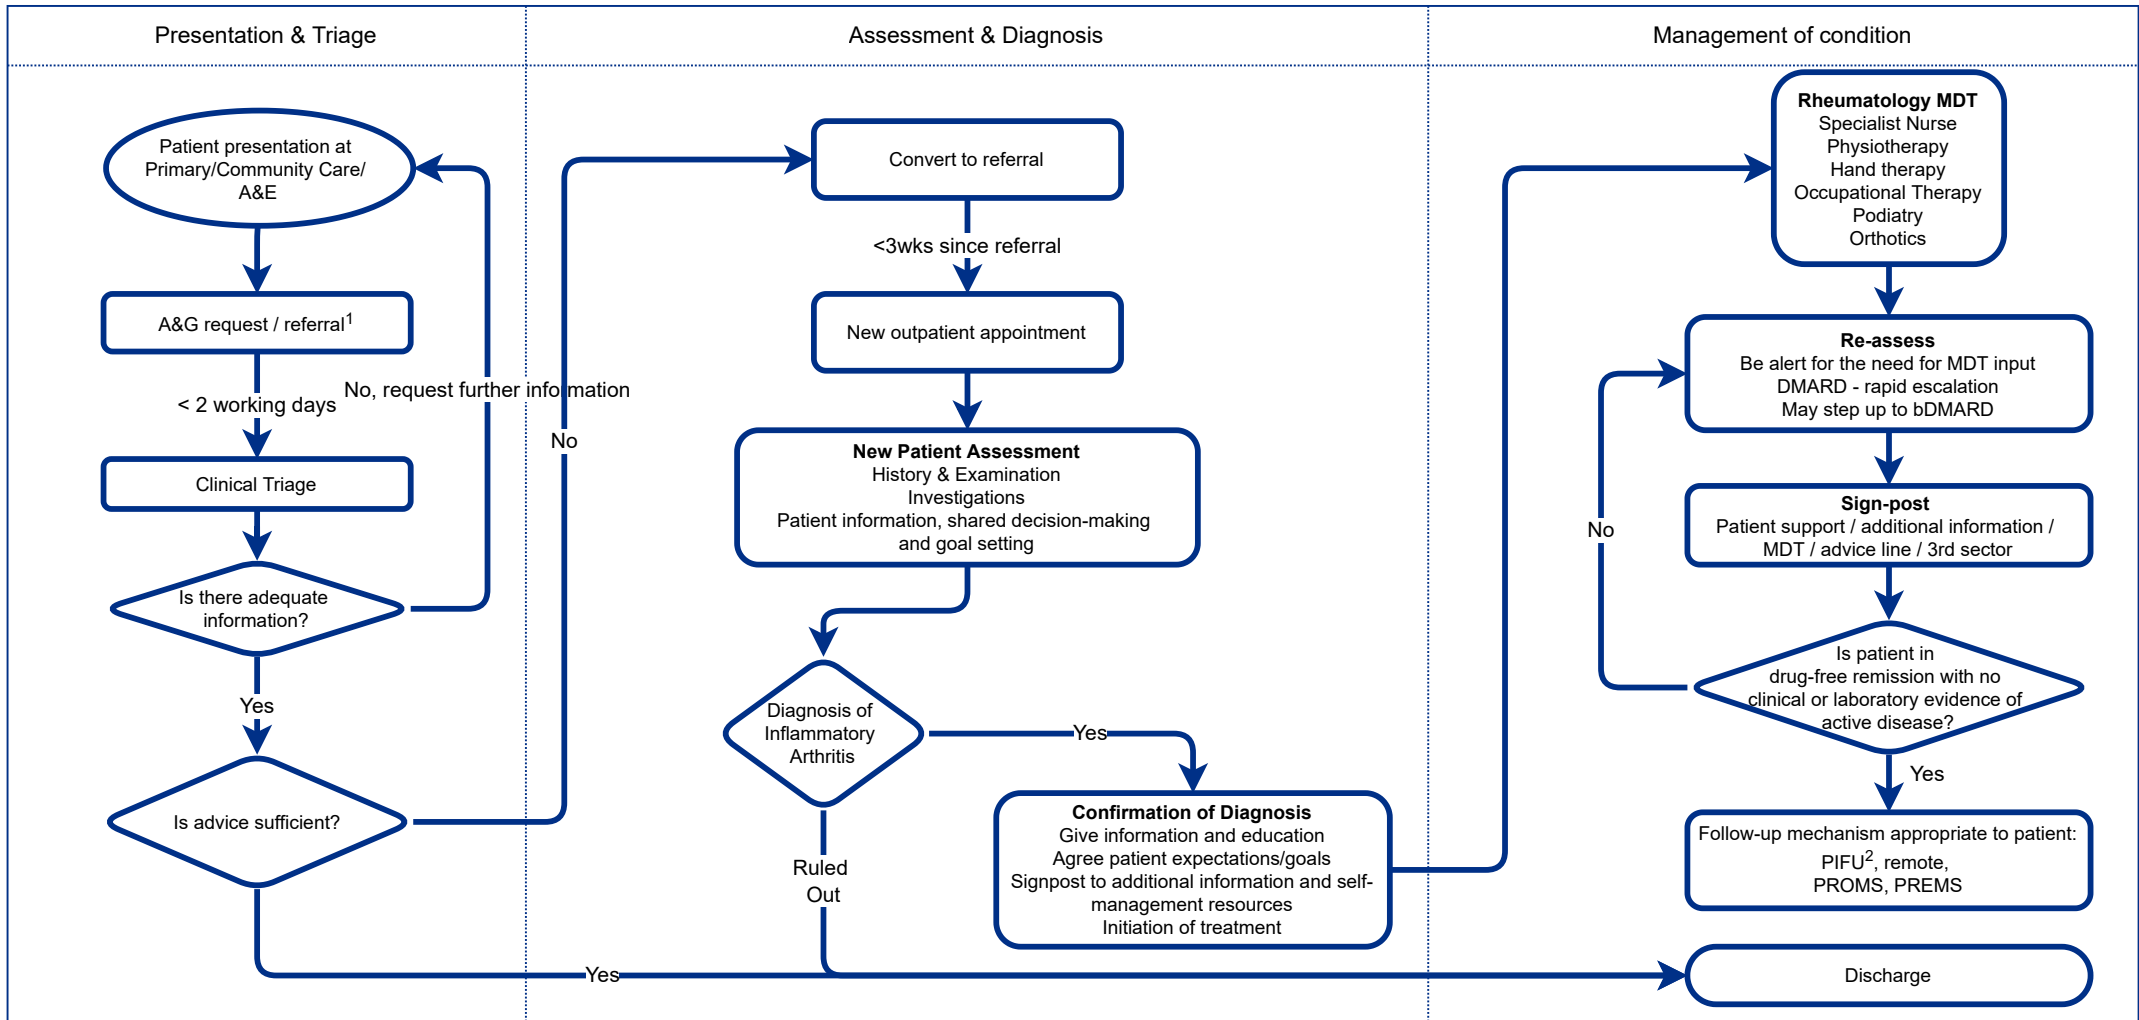 Presentation & Triage
Assessment & Diagnosis
Management of condition
Patient presentation at
Primary/Community Care/
A&E
A&G request / referral1
< 2 working days
No, request further information
Clinical Triage
Is there adequate
information?
Yes
Is advice sufficient?
No
Yes
Convert to referral
<3wks since referral
New outpatient appointment
New Patient Assessment
History & Examination
Investigations
Patient information, shared decision-making
and goal setting
Diagnosis of
Inflammatory
Arthritis
Yes
Ruled
Out
Confirmation of Diagnosis
Give information and education
Agree patient expectations/goals
Signpost to additional information and self-
management resources
Initiation of treatment
Rheumatology MDT
Specialist Nurse
Physiotherapy
Hand therapy
Occupational Therapy
Podiatry
Orthotics
Re-assess
Be alert for the need for MDT input
DMARD - rapid escalation
May step up to bDMARD
Sign-post
Patient support / additional information /
MDT / advice line / 3rd sector
No
Is patient in
drug-free remission with no
clinical or laboratory evidence of
active disease?
Yes
Follow-up mechanism appropriate to patient:
PIFU2, remote,
PROMS, PREMS
Discharge